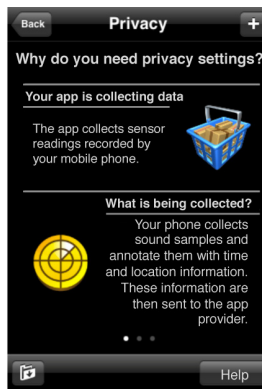 Back
Privacy
+
Why do you need privacy settings?
Your app is collecting data
The app collects sensor
readings recorded by
your mobile phone.
What is being collected?
Your phone collects
sound samples and
annotate them with time
and location information.
These information are
then sent to the app
provider.
Help